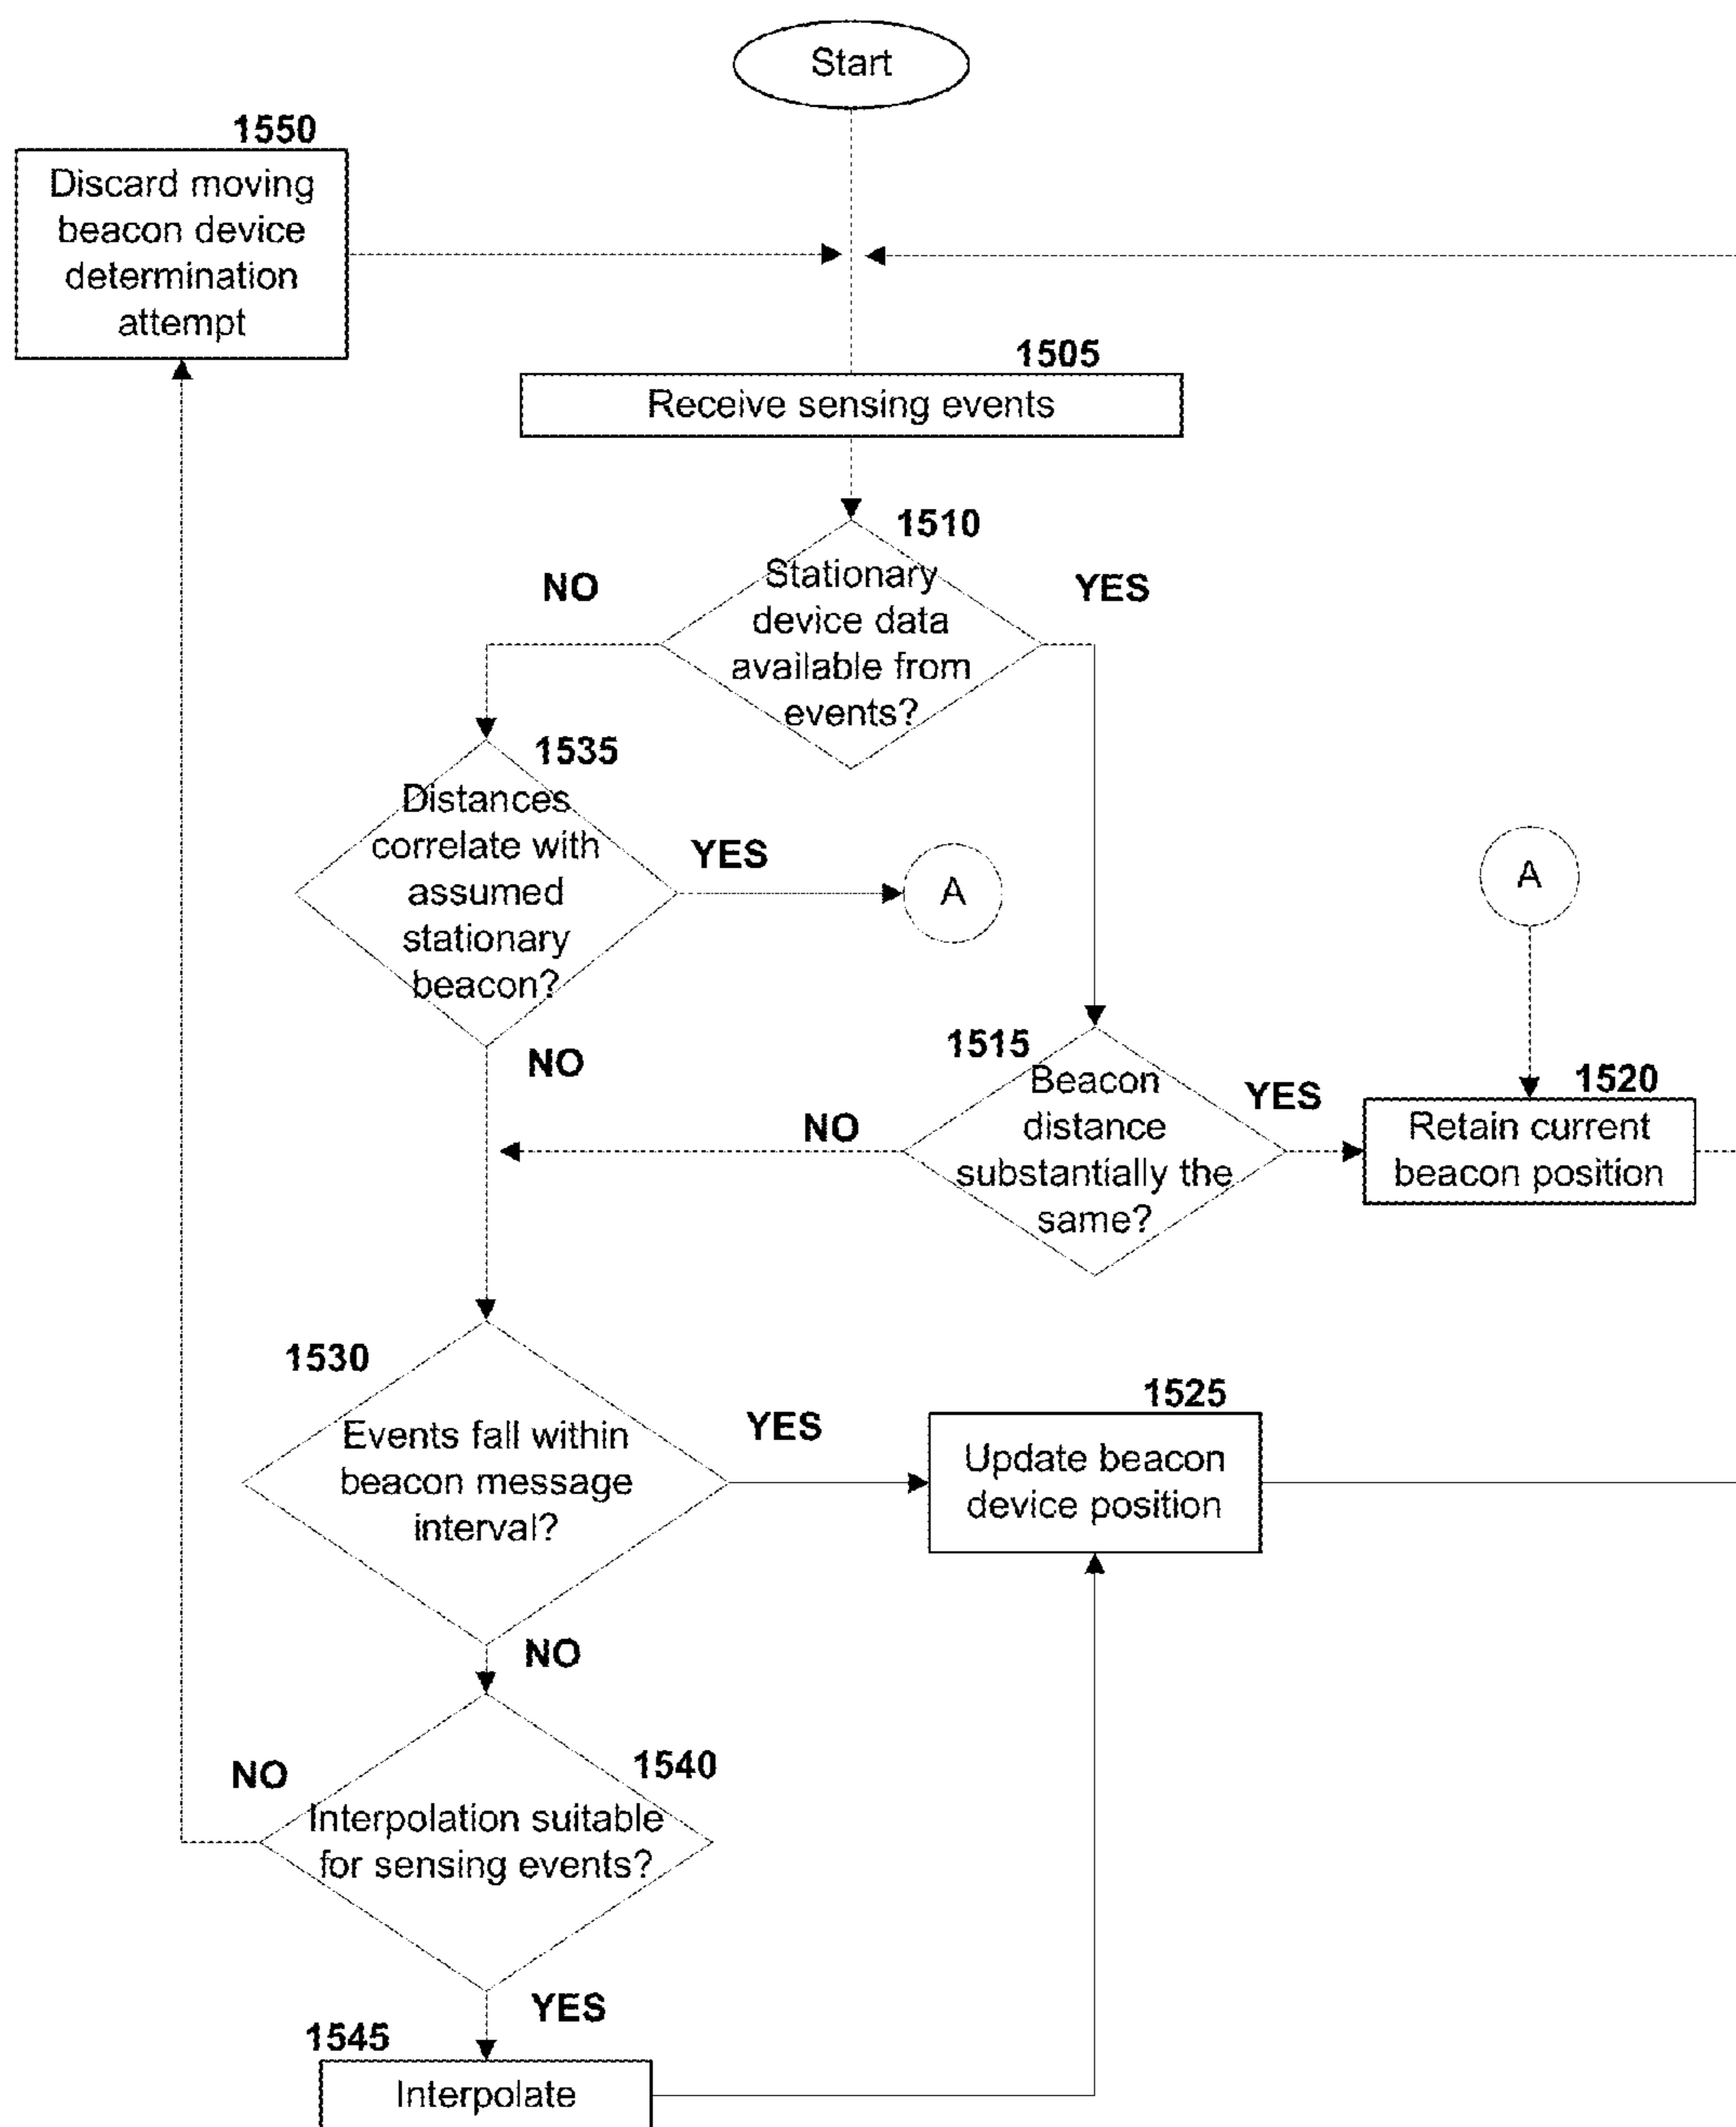 Start
1550
Discard moving
beacon device
determination
attempt
1505
Receive sensing events
1510
Stationary
device data
available from
events?
NO
YES
1535
Distances
correlate with
assumed
stationary
beacon?
YES
A
A
NO
1515
Beacon
distance
substantially the
same?
NO
YES
1520
Retain current
beacon position
1530
Events fall within
beacon message
interval?
YES
1525
Update beacon
device position
NO
1540
Interpolation suitable
for sensing events?
NO
YES
1545
Interpolate